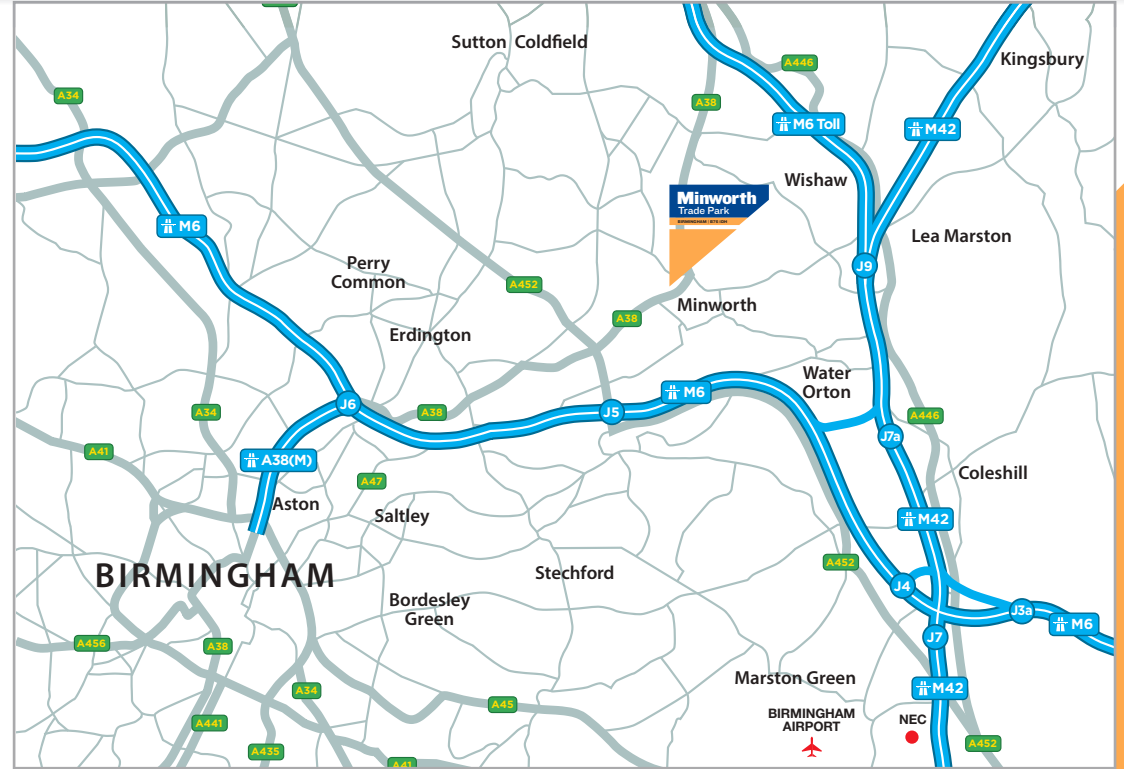 Sutton Coldfield
Kingsbury
A446
A34
A38
M6 Toll
M42
Wishaw
Minworth
Trade Park
M6
Lea Marston
Perry
Common
J9
A452
Minworth
A38
Erdington
Water
Orton
M6
J6
A34
A38
J5
A446
J7a
A41
A38(M)
Coleshill
A47
Aston
Saltley
M42
A452
BIRMINGHAM
Stechford
J4
Bordesley
Green
J3a
M6
J7
A456
A38
Marston Green
M42
A34
A45
BIRMINGHAM
AIRPORT
NEC
A441
A435
A452
A41